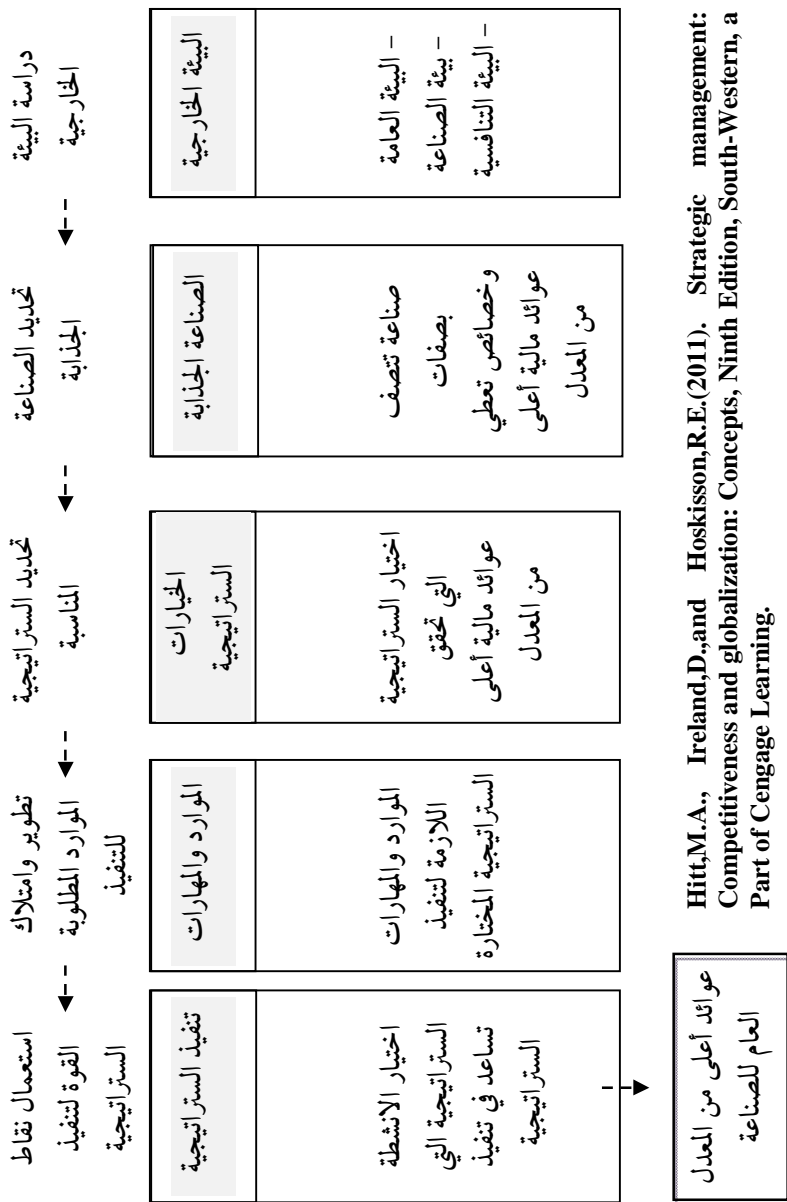 دراسة البيئة
الخارجية
تحديد الصناعة
الجذابة
تحديد الستراتيجية
المناسبة
تطوير وامتلاك
الموارد المطلوبة
للتنفيذ
استعمال نقاط
القوة لتنفيذ
الستراتيجية
البيئة الخارجية
– البيئة العامة
– بيئة الصناعة
– البيئة التنافسية
الصناعة الجذابة
صناعة تتصف
بصفات
وخصائص تعطي
عوائد مالية أعلى
من المعدل
الخيارات
الستراتيجية
اختيار الستراتيجية
التي تحقق
عوائد مالية أعلى
من المعدل
الموارد والمهارات
الموارد والمهارات
اللازمة لتنفيذ
الستراتيجية المختارة
تنفيذ الستراتيجية
اختيار الانشطة
الستراتيجية التي
تساعد في تنفيذ
الستراتيجية
عوائد أعلى من المعدل
العام للصناعة
Hitt,M.A., Ireland,D.,and Hoskisson,R.E.(2011). Strategic management:
Competitiveness and globalization: Concepts, Ninth Edition, South-Western, a
Part of Cengage Learning.